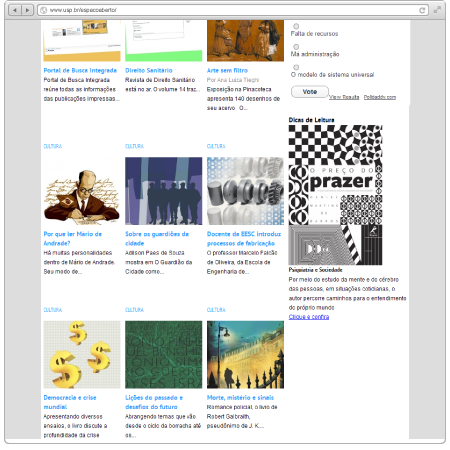 www.usp.br/espacoaberto/
Portal de Busca Integrada
Portal de Busca Integrada
reúne todas as informações
das publicações impressas...
Direito Sanitário
Revista de Direito Sanitário
está no ar. O volume 14 traz...
Arte sem filtro
Por Ana Luiza Tieghi
Exposição na Pinacoteca
apresenta 140 desenhos de
seu acervo. O...
Falta de recursos
Má administração
O modelo de sistema universal
Vote
View Results
Polldaddy.com
CULTURA
Por que ler Mário de
Andrade?
Há muitas personalidades
dentro de Mário de Andrade.
Seu modo de...
CULTURA
Sobre os guardiões da
cidade
Adilson Paes de Souza
mostra em O Guardião da
Cidade como...
CULTURA
Docente da EESC introduz
processos de fabricação
O professor Marcelo Falcão
de Oliveira, da Escola de
Engenharia de...
Dicas de Leitura
O PREÇO DO
prazer
Psiquiatria e Sociedade
Por meio do estudo da mente e do cérebro
das pessoas, em situações cotidianas, o
autor percorre caminhos para o entendimento
do próprio mundo
Clique e confira
CULTURA
Democracia e crise
mundial
Apresentando diversos
ensaios, o livro discute a
profundidade da crise
CULTURA
Lições do passado e
desafios do futuro
Abrangendo temas que vão
desde o ciclo da borracha até
os...
CULTURA
Morte, mistério e sinais
Romance policial, o livro de
Robert Galbraith,
pseudônimo de J. K....